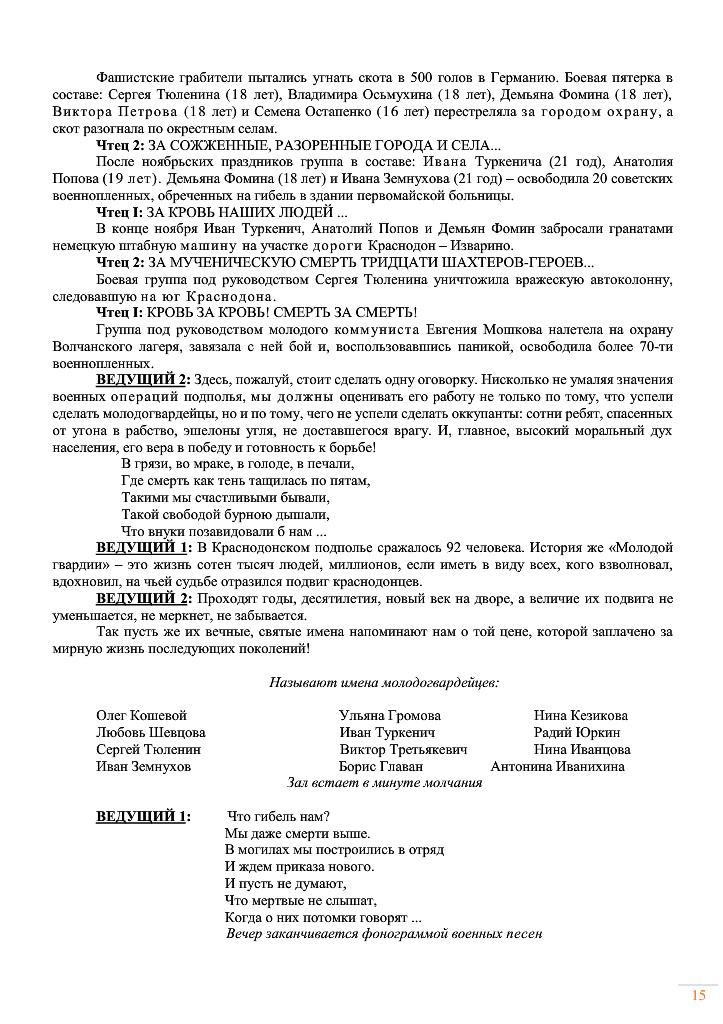 Фашистские грабители пытались угнать скота в 500 голов в Германию. Боевая пятерка в
составе: Сергея Тюленина (18 лет), Владимира Осьмухина (18 лет), Демьяна Фомина (18 лет),
Виктора Петрова (18 лет) и Семена Остапенко (16 лет) перестреляла за городом охрану, а
скот разогнала по окрестным селам.
Чтец 2: ЗА СОЖЖЕННЫЕ, РАЗОРЕННЫЕ ГОРОДА И СЕЛА...
После ноябрьских праздников группа в составе: Ивана Туркенича (21 год), Анатолия
Попова (19 лет). Демьяна Фомина (18 лет) и Ивана Земнухова (21 год) – освободила 20 советских
военнопленных, обреченных на гибель в здании первомайской больницы.
Чтец I: ЗА КРОВЬ НАШИХ ЛЮДЕЙ ...
В конце ноября Иван Туркенич, Анатолий Попов и Демьян Фомин забросали гранатами
немецкую штабную машину на участке дороги Краснодон – Изварино.
Чтец 2: ЗА МУЧЕНИЧЕСКУЮ СМЕРТЬ ТРИДЦАТИ ШАХТЕРОВ-ГЕРОЕВ...
Боевая группа под руководством Сергея Тюленина уничтожила вражескую автоколонну,
следовавшую на юг Краснодона.
Чтец I: КРОВЬ ЗА КРОВЬ! СМЕРТЬ ЗА СМЕРТЬ!
Группа под руководством молодого коммуниста Евгения Мошкова налетела на охрану
Волчанского лагеря, завязала с ней бой и, воспользовавшись паникой, освободила более 70-ти
военнопленных.
ВЕДУЩИЙ 2: Здесь, пожалуй, стоит сделать одну оговорку. Нисколько не умаляя значения
военных операций подполья, мы должны оценивать его работу не только по тому, что успели
сделать молодогвардейцы, но и по тому, чего не успели сделать оккупанты: сотни ребят, спасенных
от угона в рабство, эшелоны угля, не доставшегося врагу. И, главное, высокий моральный дух
населения, его вера в победу и готовность к борьбе!
В грязи, во мраке, в голоде, в печали,
Где смерть как тень тащилась по пятам,
Такими мы счастливыми бывали,
Такой свободой бурною дышали,
Что внуки позавидовали б нам ...
ВЕДУЩИЙ 1: В Краснодонском подполье сражалось 92 человека. История же «Молодой
гвардии» – это жизнь сотен тысяч людей, миллионов, если иметь в виду всех, кого взволновал,
вдохновил, на чьей судьбе отразился подвиг краснодонцев.
ВЕДУЩИЙ 2: Проходят годы, десятилетия, новый век на дворе, а величие их подвига не
уменьшается, не меркнет, не забывается.
Так пусть же их вечные, святые имена напоминают нам о той цене, которой заплачено за
мирную жизнь последующих поколений!
Называют имена молодогвардейцев:
Олег Кошевой Ульяна Громова Нина Кезикова
Любовь Шевцова Иван Туркенич Радий Юркин
Сергей Тюленин Виктор Третьякевич Нина Иванцова
Иван Земнухов Борис Главан Антонина Иванихина
Зал встает в минуте молчания
ВЕДУЩИЙ 1: Что гибель нам?
Мы даже смерти выше.
В могилах мы построились в отряд
И ждем приказа нового.
И пусть не думают,
Что мертвые не слышат,
Когда о них потомки говорят ...
Вечер заканчивается фонограммой военных песен
15